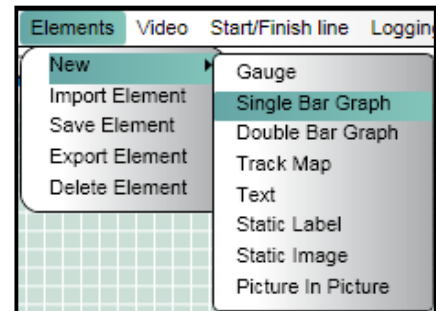 Elements Video Start/Finish line Logging
New
Import Element
Save Element
Export Element
Delete Element
Gauge
Single Bar Graph
Double Bar Graph
Track Map
Text
Static Label
Static Image
Picture In Picture